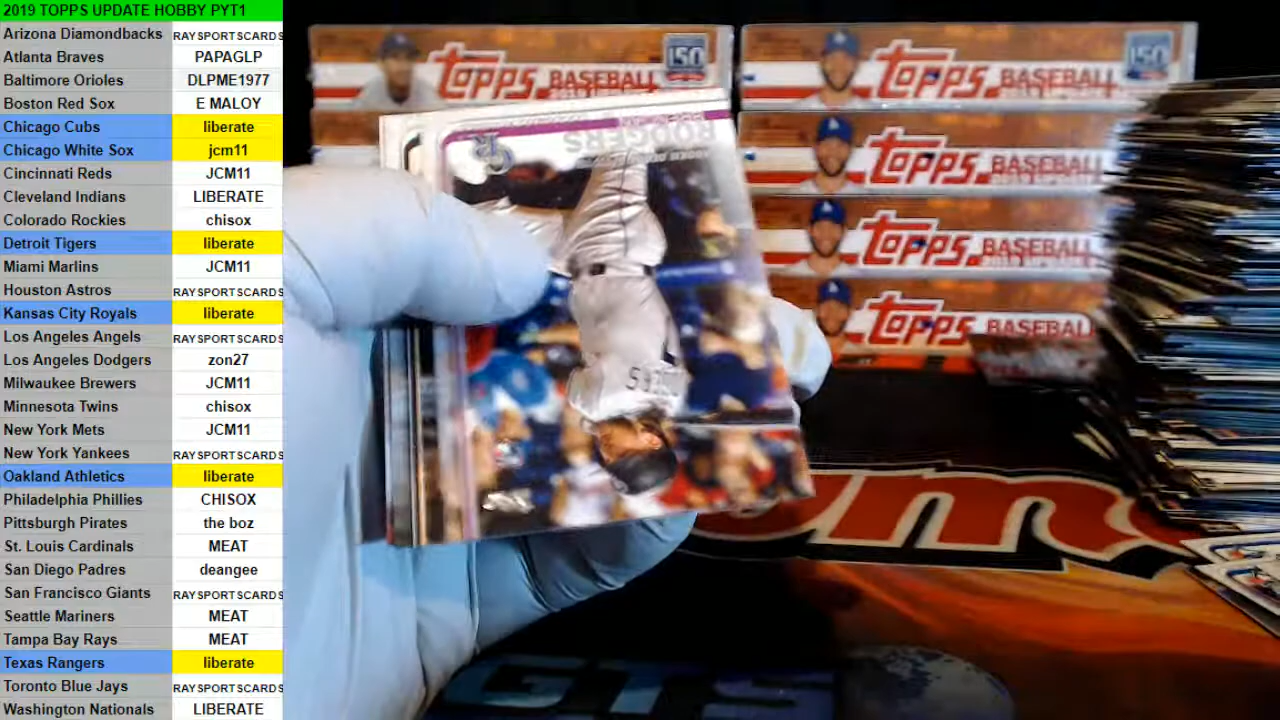 2019 TOPPS UPDATE HOBBY PYT1
Arizona Diamondbacks RAYSPORTSCARDS
Atlanta Braves PAPAGLP
Baltimore Orioles DLPME1977
Boston Red Sox E MALOY
Chicago Cubs liberate
Chicago White Sox jcm11
Cincinnati Reds JCM11
Cleveland Indians LIBERATE
Colorado Rockies chisox
Detroit Tigers liberate
Miami Marlins JCM11
Houston Astros RAYSPORTSCARDS
Kansas City Royals liberate
Los Angeles Angels RAYSPORTSCARDS
Los Angeles Dodgers zon27
Milwaukee Brewers JCM11
Minnesota Twins chisox
New York Mets JCM11
New York Yankees RAYSPORTSCARDS
Oakland Athletics liberate
Philadelphia Phillies CHISOX
Pittsburgh Pirates the boz
St. Louis Cardinals MEAT
San Diego Padres deangee
San Francisco Giants RAYSPORTSCARDS
Seattle Mariners MEAT
Tampa Bay Rays MEAT
Texas Rangers liberate
Toronto Blue Jays RAYSPORTSCARDS
Washington Nationals LIBERATE
topps BASEBALL 150
topps BASEBALL 150
topps BASEBALL
topps BASEBALL
topps BASEBALL
RODGERS
GTS